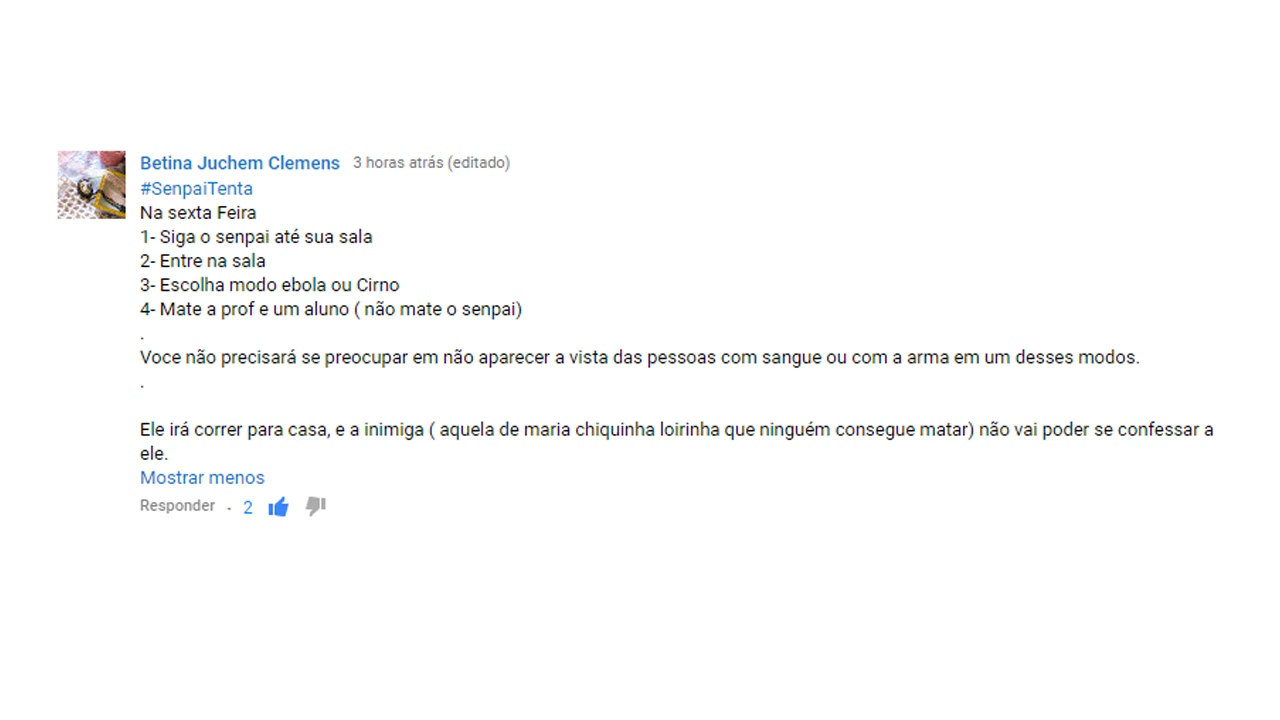 Betina Juchem Clemens 3 horas atrás (editado)
#SenpaiTenta
Na sexta Feira
1- Siga o senpai até sua sala
2- Entre na sala
3- Escolha modo ebola ou Cirno
4- Mate a prof e um aluno ( não mate o senpai)
.
Voce não precisará se preocupar em não aparecer a vista das pessoas com sangue ou com a arma em um desses modos.
.
Ele irá correr para casa, e a inimiga ( aquela de maria chiquinha loirinha que ninguém consegue matar) não vai poder se confessar a
ele.
Mostrar menos
Responder . 2